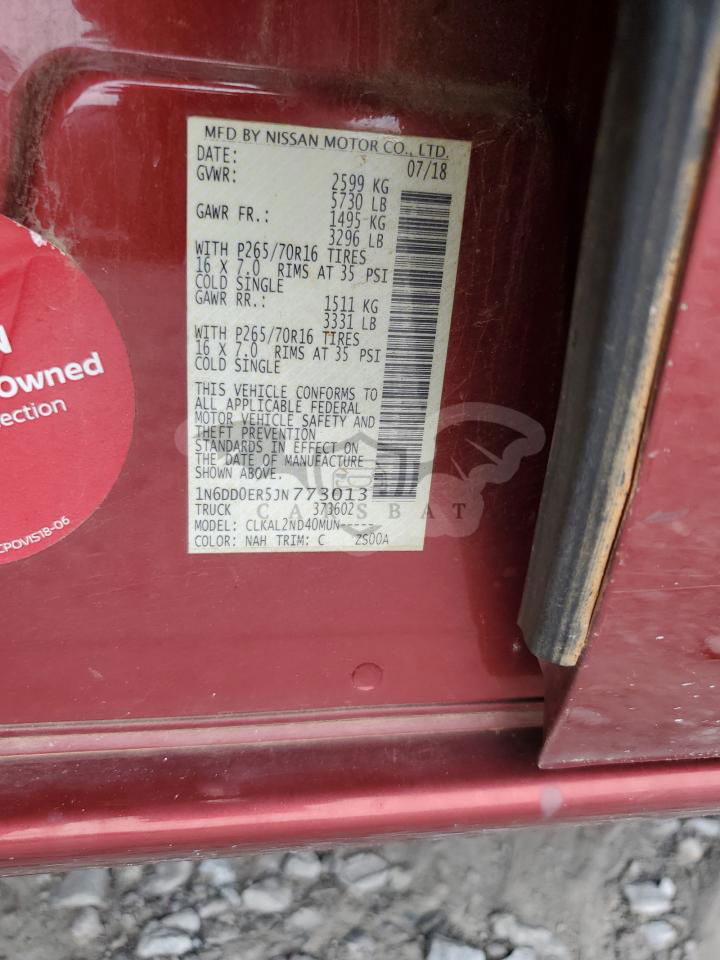 MFD BY NISSAN MOTOR CO., LTD.
DATE: 07/18
GVWR: 2599 KG
5730 LB
GAWR FR.: 1495 KG
3296 LB
WITH P265/70R16 TIRES
16 X 7.0 RIMS AT 35 PSI
COLD SINGLE
GAWR RR.: 1511 KG
3331 LB
WITH P265/70R16 TIRES
16 X 7.0 RIMS AT 35 PSI
COLD SINGLE
THIS VEHICLE CONFORMS TO
ALL APPLICABLE FEDERAL
MOTOR VEHICLE SAFETY AND
THEFT PREVENTION
STANDARDS IN EFFECT ON
THE DATE OF MANUFACTURE
SHOWN ABOVE.
1N6DD0ER5JN773013
TRUCK 373602
MODEL: CLKAL2ND40MUN-----
COLOR: NAH TRIM: C ZS00A
N
owned
ection
CPOVIS18-06
CARSBAT